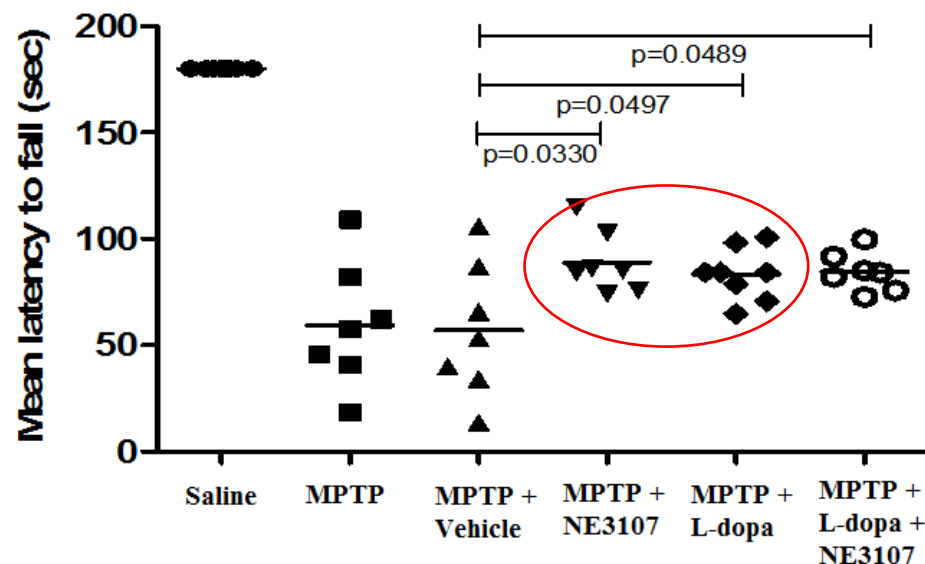 Mean latency to fall (sec)
200
150
100
50
0
p=0.0489
p=0.0497
p=0.0330
Saline
MPTP
MPTP +
Vehicle
MPTP +
NE3107
MPTP +
L-dopa
MPTP +
L-dopa +
NE3107